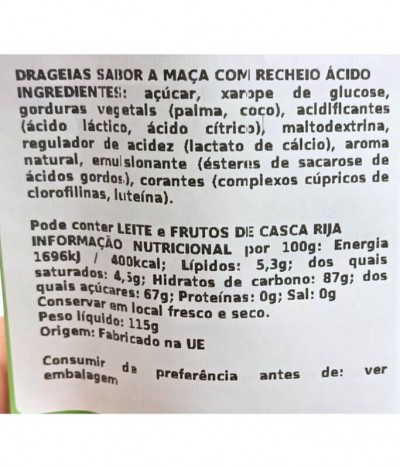 DRAGEIAS SABOR A MAÇA COM RECHEIO ÁCIDO
INGREDIENTES: açúcar, xarope de glucose,
gorduras vegetais (palma, coco), acidificantes
(ácido láctico, ácido cítrico), maltodextrina,
regulador de acidez (lactato de cálcio), aroma
natural, emulsionante (ésteres de sacarose de
ácidos gordos), corantes (complexos cúpricos de
clorofilinas, luteína).
Pode conter LEITE e FRUTOS DE CASCA RIJA
INFORMAÇÃO NUTRICIONAL por 100g: Energia
1696kJ / 400kcal; Lípidos: 5,3g; dos quais
saturados: 4,5g; Hidratos de carbono: 87g; dos
quais açúcares: 67g; Proteínas: 0g; Sal: 0g
Conservar em local fresco e seco.
Peso líquido: 115g
Origem: Fabricado na UE
Consumir de preferência antes de: ver
embalagem